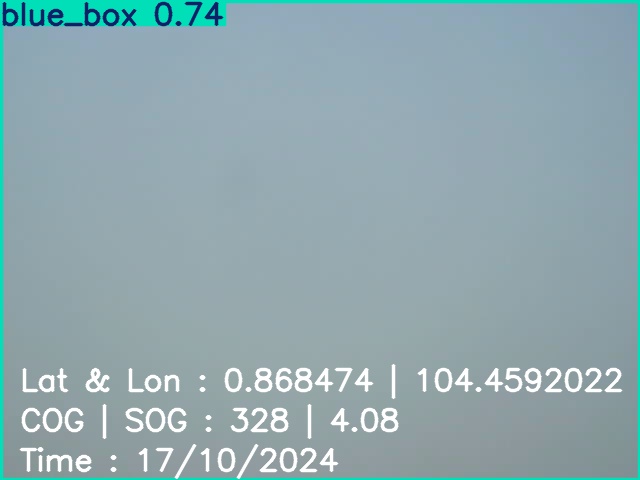 blue_box 0.74
Lat & Lon : 0.868474 | 104.4592022
COG | SOG : 328 | 4.08
Time : 17/10/2024